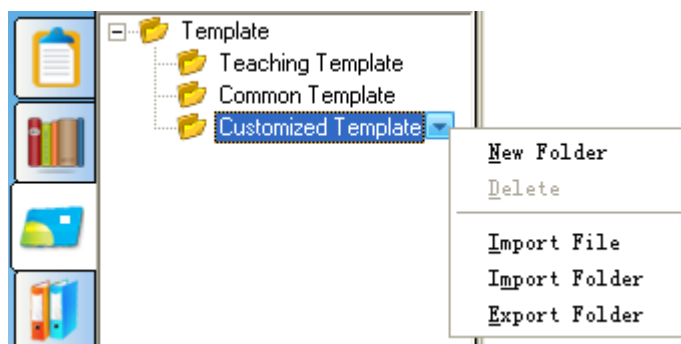 Template
Teaching Template
Common Template
Customized Template
New Folder
Delete
Import File
Import Folder
Export Folder